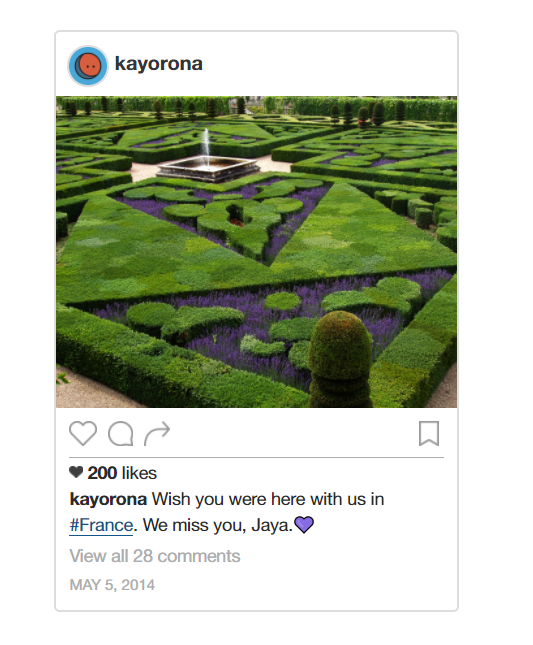 kayorona
200 likes
kayorona Wish you were here with us in
#France. We miss you, Jaya.💜
View all 28 comments
MAY 5, 2014